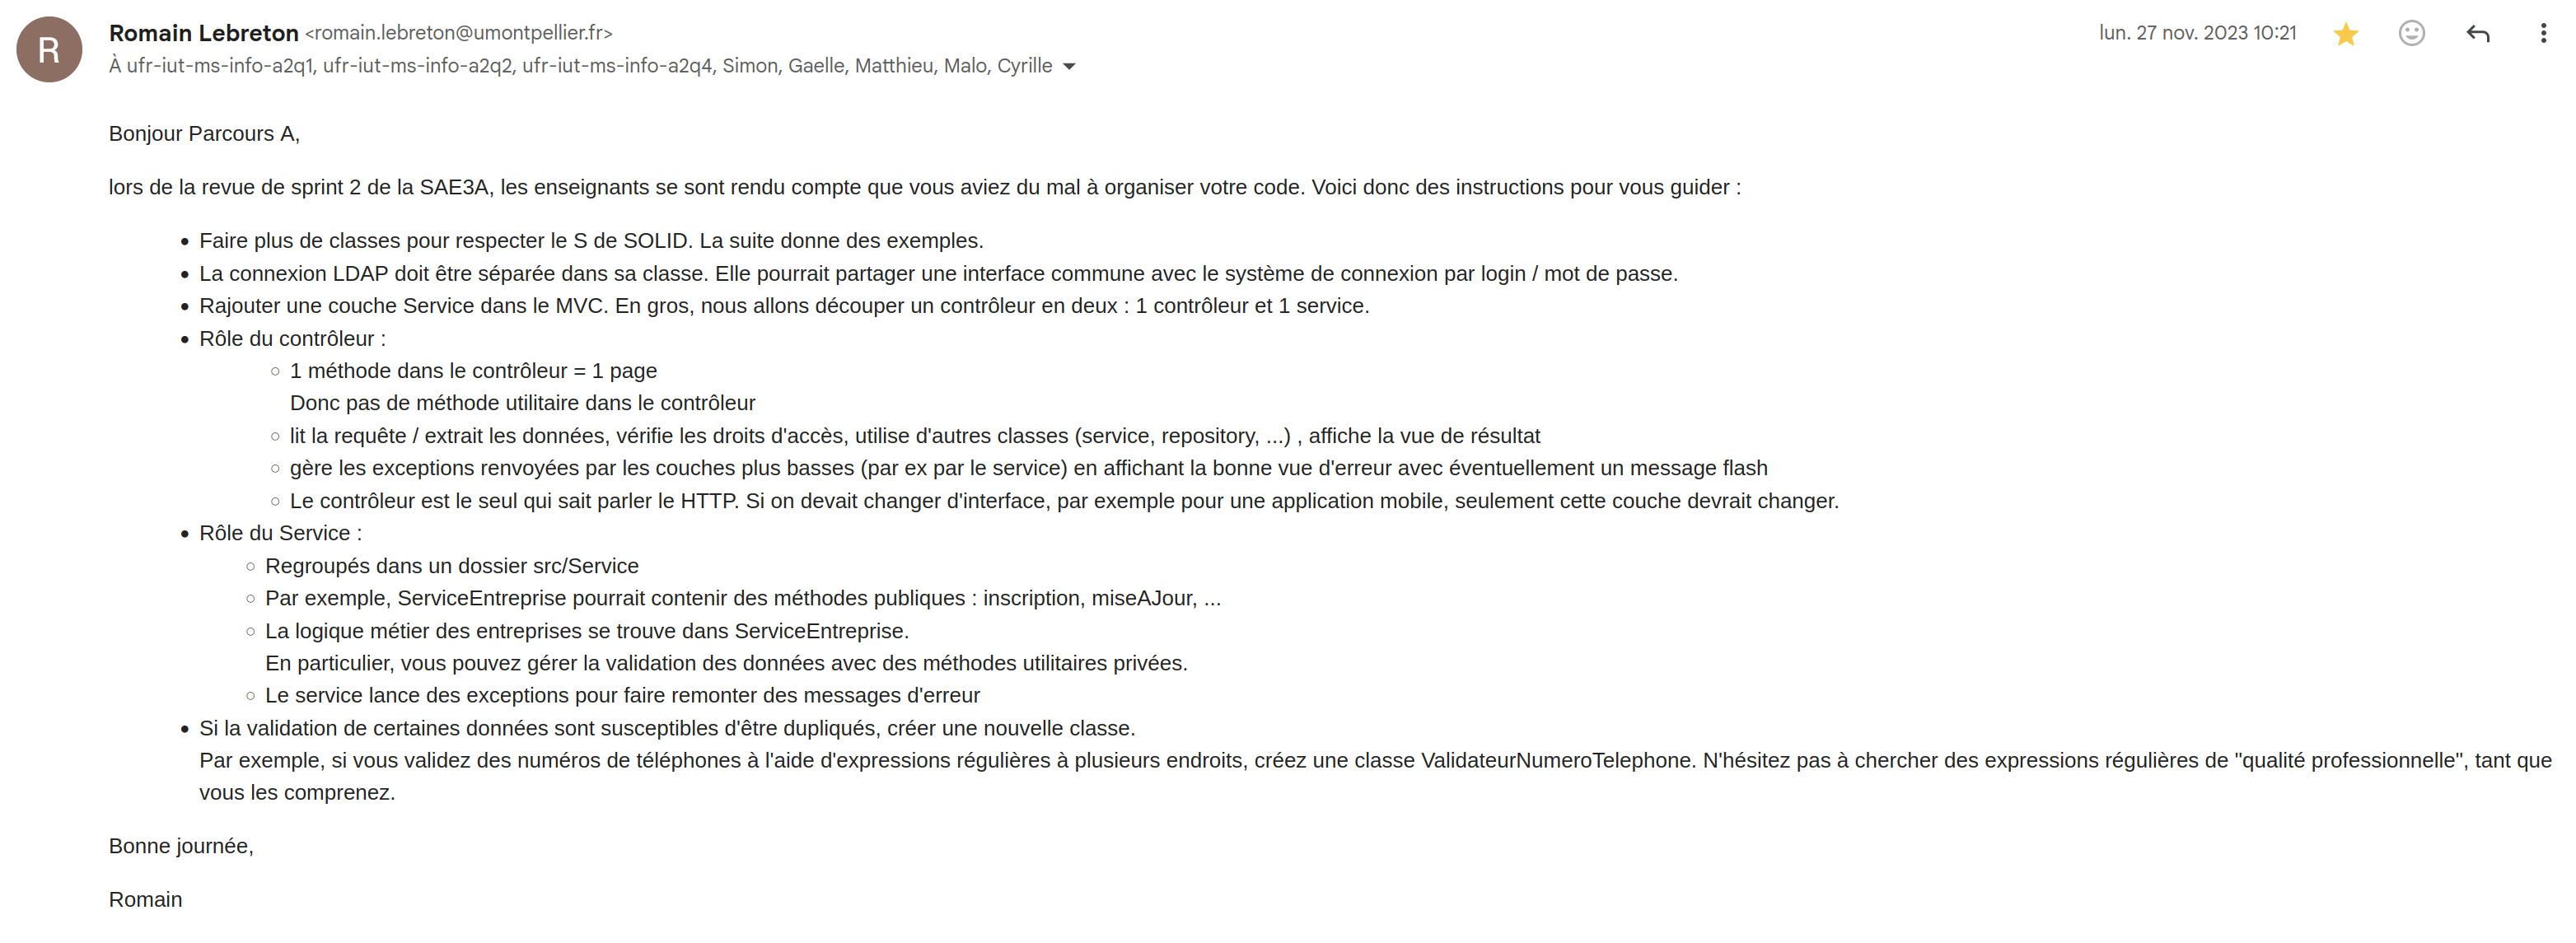 R
Romain Lebreton <romain.lebreton@umontpellier.fr>
lun. 27 nov. 2023 10:21
À ufr-iut-ms-info-a2q1, ufr-iut-ms-info-a2q2, ufr-iut-ms-info-a2q4, Simon, Gaelle, Matthieu, Malo, Cyrille
Bonjour Parcours A,
lors de la revue de sprint 2 de la SAE3A, les enseignants se sont rendu compte que vous aviez du mal à organiser votre code. Voici donc des instructions pour vous guider :
• Faire plus de classes pour respecter le S de SOLID. La suite donne des exemples.
• La connexion LDAP doit être séparée dans sa classe. Elle pourrait partager une interface commune avec le système de connexion par login / mot de passe.
• Rajouter une couche Service dans le MVC. En gros, nous allons découper un contrôleur en deux : 1 contrôleur et 1 service.
• Rôle du contrôleur :
○ 1 méthode dans le contrôleur = 1 page
Donc pas de méthode utilitaire dans le contrôleur
○ lit la requête / extrait les données, vérifie les droits d'accès, utilise d'autres classes (service, repository, ...) , affiche la vue de résultat
○ gère les exceptions renvoyées par les couches plus basses (par ex par le service) en affichant la bonne vue d'erreur avec éventuellement un message flash
○ Le contrôleur est le seul qui sait parler le HTTP. Si on devait changer d'interface, par exemple pour une application mobile, seulement cette couche devrait changer.
• Rôle du Service :
○ Regroupés dans un dossier src/Service
○ Par exemple, ServiceEntreprise pourrait contenir des méthodes publiques : inscription, miseAJour, ...
○ La logique métier des entreprises se trouve dans ServiceEntreprise.
En particulier, vous pouvez gérer la validation des données avec des méthodes utilitaires privées.
○ Le service lance des exceptions pour faire remonter des messages d'erreur
• Si la validation de certaines données sont susceptibles d'être dupliqués, créer une nouvelle classe.
Par exemple, si vous validez des numéros de téléphones à l'aide d'expressions régulières à plusieurs endroits, créez une classe ValidateurNumeroTelephone. N'hésitez pas à chercher des expressions régulières de "qualité professionnelle", tant que
vous les comprenez.
Bonne journée,
Romain